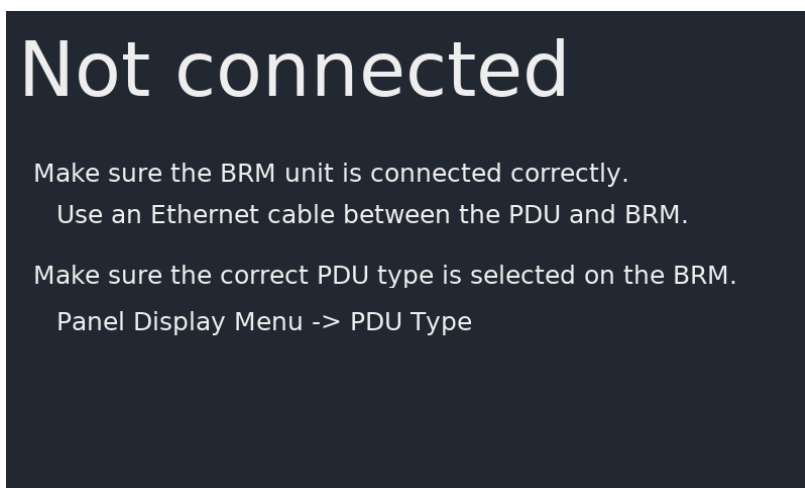 Not connected
Make sure the BRM unit is connected correctly.
Use an Ethernet cable between the PDU and BRM.
Make sure the correct PDU type is selected on the BRM.
Panel Display Menu -> PDU Type